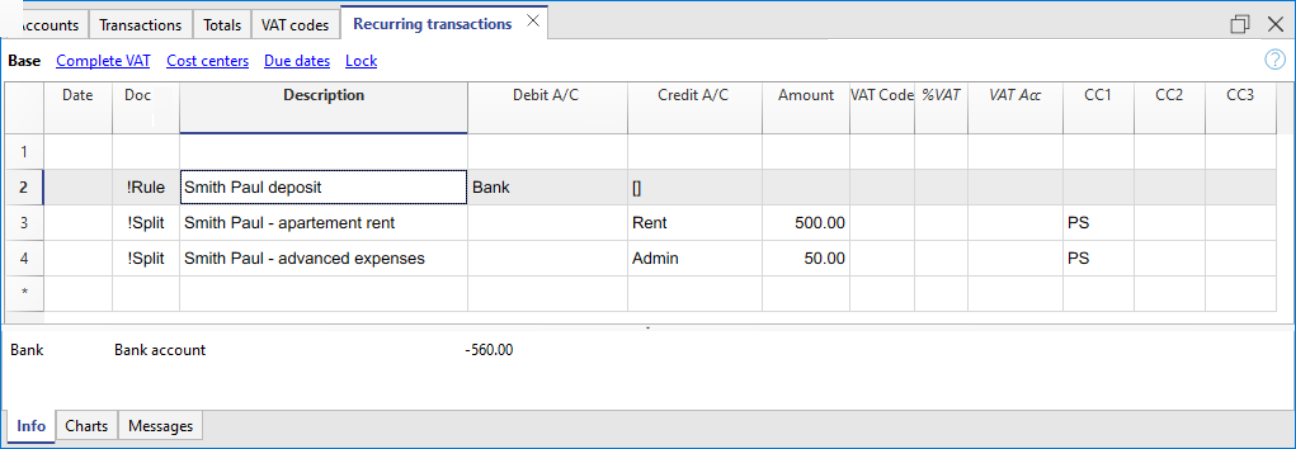 ccounts Transactions Totals VAT codes Recurring transactions
Base Complete VAT Cost centers Due dates Lock ?
Date Doc Description Debit A/C Credit A/C Amount VAT Code %VAT VAT Acc CC1 CC2 CC3
1
2 !Rule Smith Paul deposit Bank []
3 !Split Smith Paul - apartement rent Rent 500.00 PS
4 !Split Smith Paul - advanced expenses Admin 50.00 PS
*
Bank Bank account -560.00
Info Charts Messages